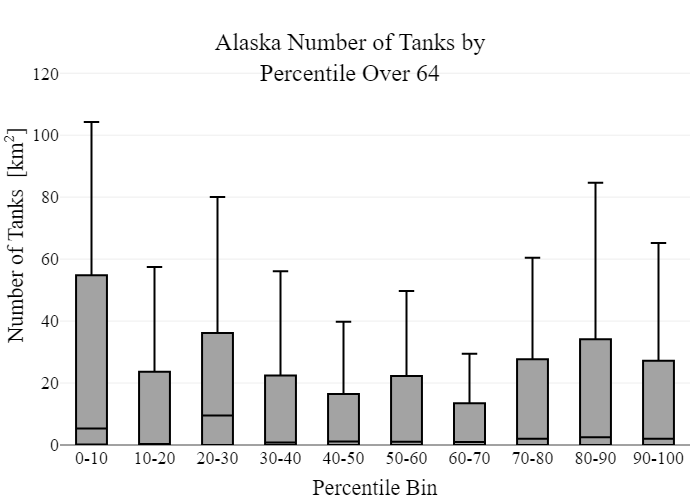 Alaska Number of Tanks by
Percentile Over 64
Number of Tanks [km²]
120
100
80
60
40
20
0
0-10 10-20 20-30 30-40 40-50 50-60 60-70 70-80 80-90 90-100
Percentile Bin